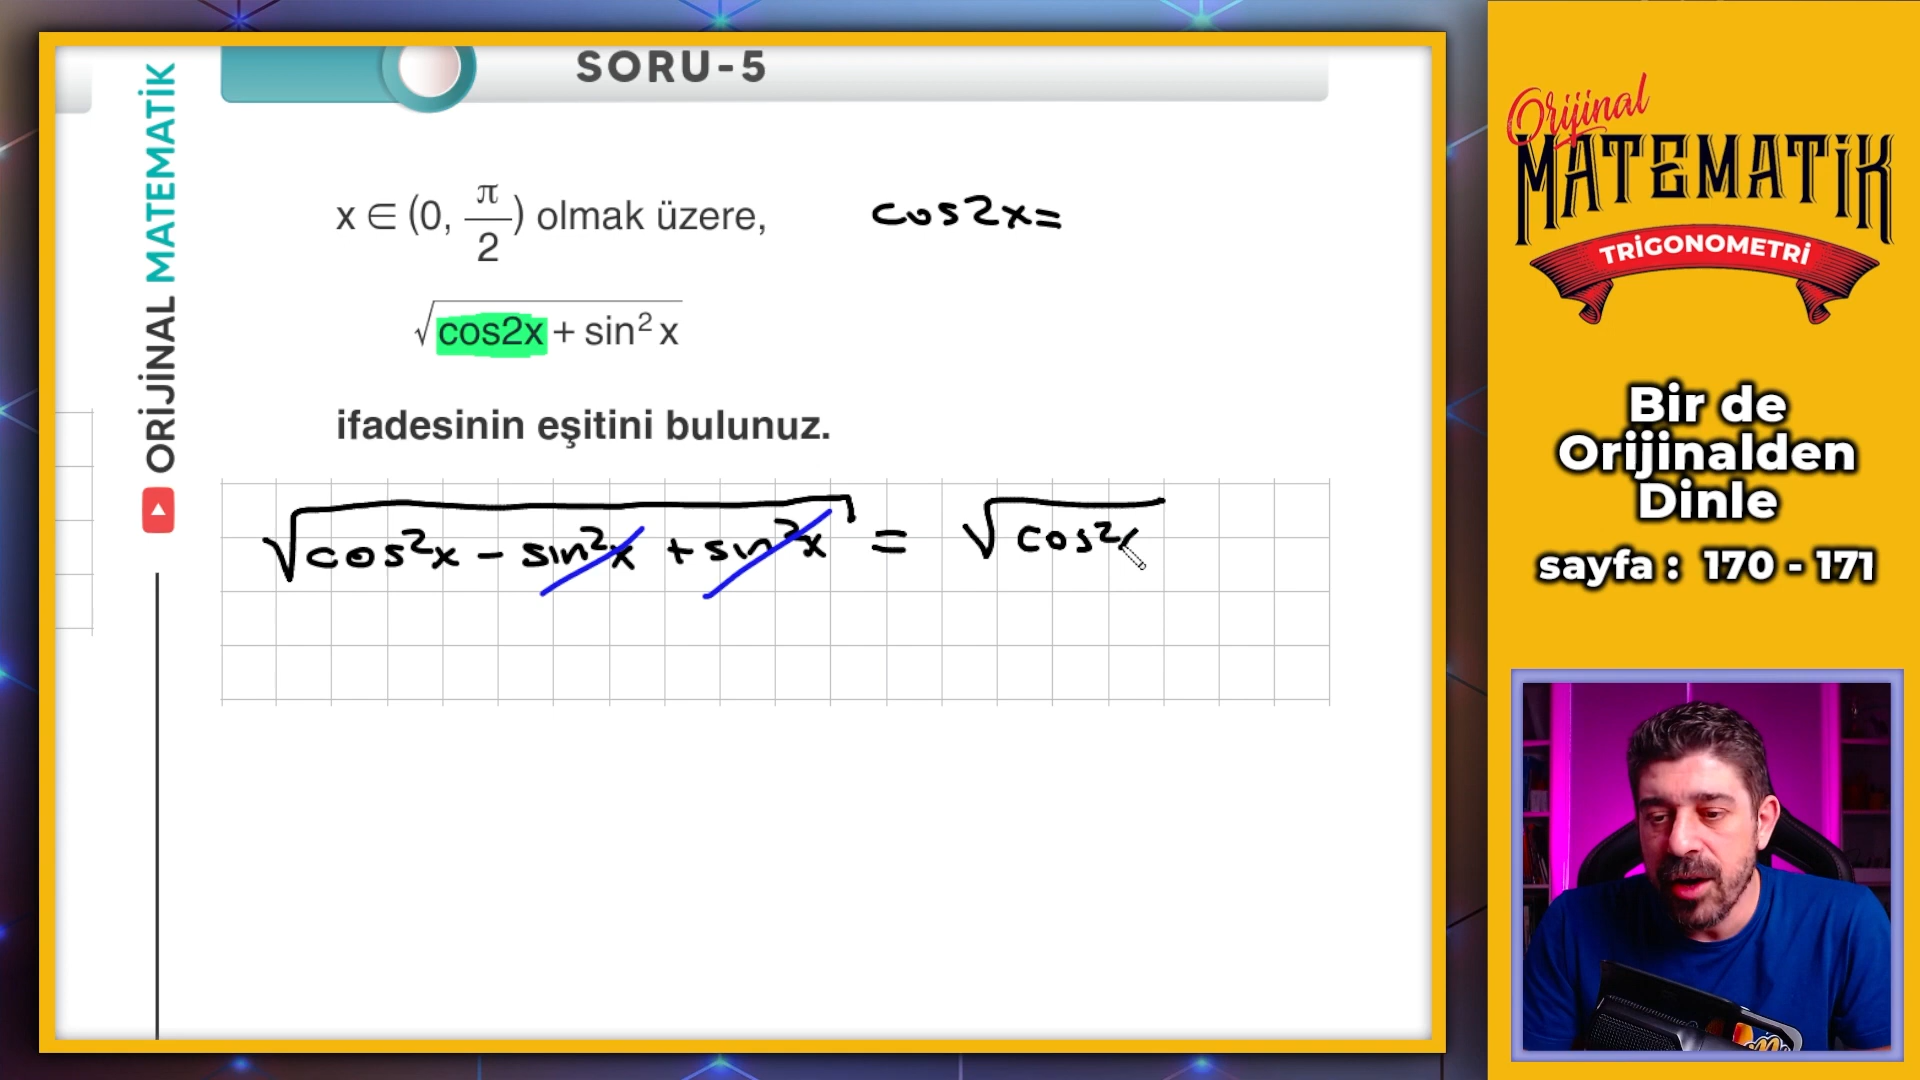 SORU-5
ORİJİNAL MATEMATİK
x ∈ (0, π/2) olmak üzere,
cos2x=
√(cos2x + sin² x)
ifadesinin eşitini bulunuz.
√(cos²x - sin²x + sin²x) = √(cos²x)
Orijinal
MATEMATİK
TRİGONOMETRİ
Bir de
Orijinalden
Dinle
sayfa : 170 - 171